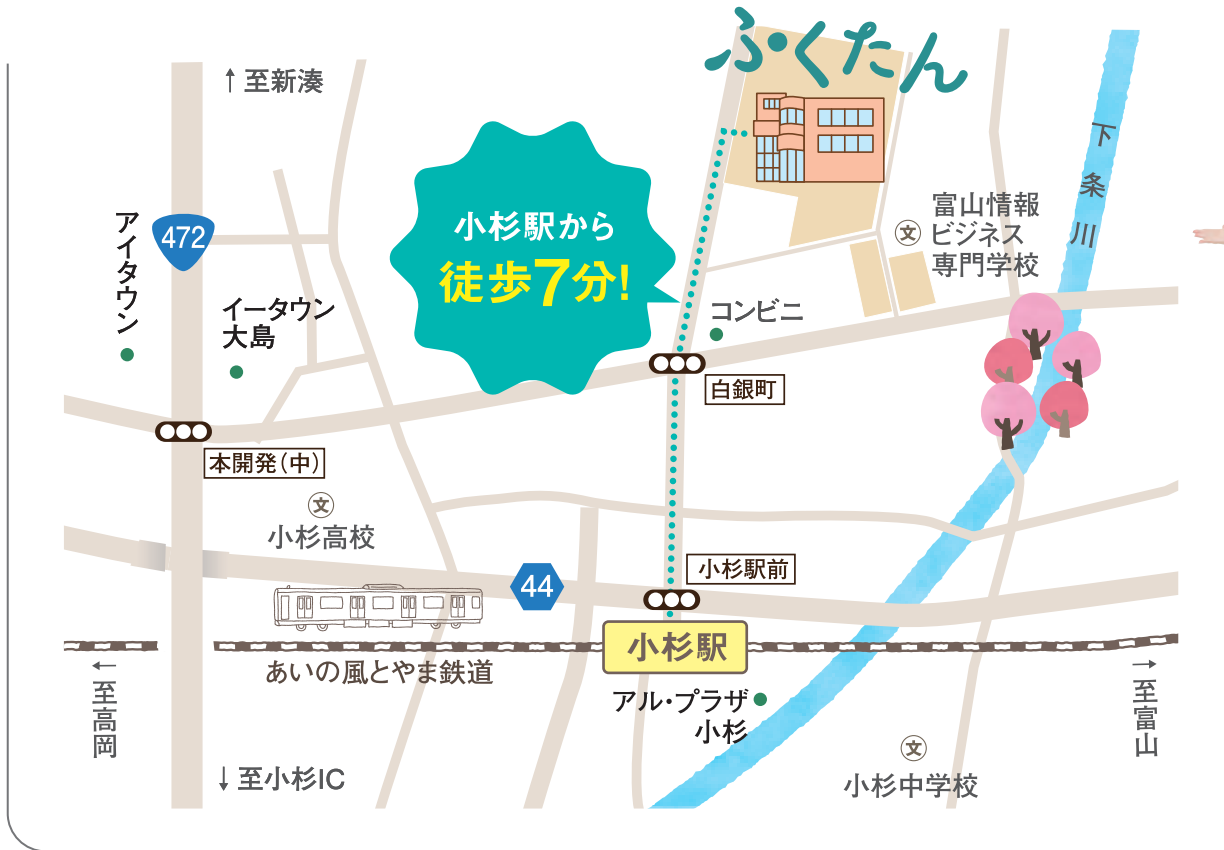 ふくたん
↑至新湊
下条川
小杉駅から
徒歩7分!
472
アイタウン
イータウン
大島
富山情報
ビジネス
専門学校
文
コンビニ
白銀町
本開発(中)
文
小杉高校
44
小杉駅前
小杉駅
あいの風とやま鉄道
←至高岡
アル・プラザ
小杉
→至富山
↓至小杉IC
文
小杉中学校